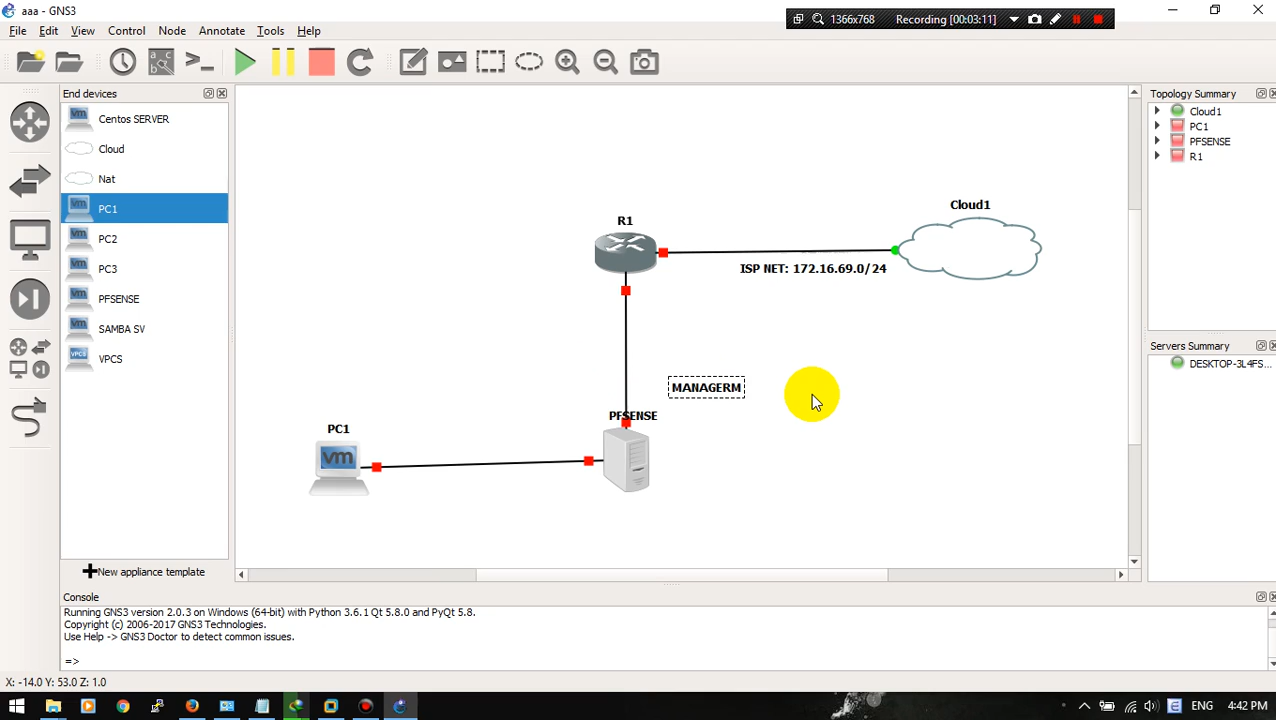 aaa - GNS3
1366x768
Recording [00:03:11]
File Edit View Control Node Annotate Tools Help
End devices
Centos SERVER
Cloud
Nat
PC1
PC2
PC3
PFSENSE
SAMBA SV
VPCS
New appliance template
R1
Cloud1
ISP NET: 172.16.69.0/24
MANAGERM
PFSENSE
PC1
Topology Summary
Cloud1
PC1
PFSENSE
R1
Servers Summary
DESKTOP-3L4FS...
Console
Running GNS3 version 2.0.3 on Windows (64-bit) with Python 3.6.1 Qt 5.8.0 and PyQt 5.8.
Copyright (c) 2006-2017 GNS3 Technologies.
Use Help -> GNS3 Doctor to detect common issues.
=>
X: -14.0 Y: 53.0 Z: 1.0
ENG 4:42 PM